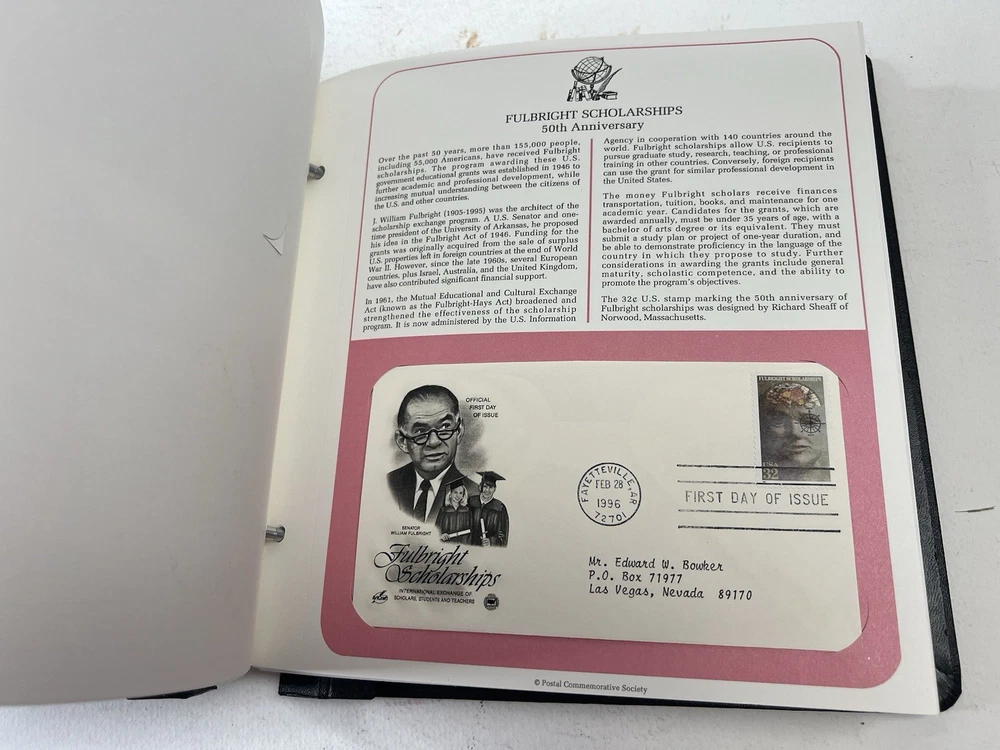 FULBRIGHT SCHOLARSHIPS
50th Anniversary
Over the past 50 years, more than 155,000 people,
including 55,000 Americans, have received Fulbright
scholarships. The program awarding these U.S.
government educational grants was established in 1946 to
further academic and professional development, while
increasing mutual understanding between the citizens of
the U.S. and other countries.
J. William Fulbright (1905-1995) was the architect of the
scholarship exchange program. A U.S. Senator and one-
time president of the University of Arkansas, he proposed
his idea in the Fulbright Act of 1946. Funding for the
grants was originally acquired from the sale of surplus
U.S. properties left in foreign countries at the end of World
War II. However, since the late 1960s, several European
countries, plus Israel, Australia, and the United Kingdom,
have also contributed significant financial support.
In 1961, the Mutual Educational and Cultural Exchange
Act (known as the Fulbright-Hays Act) broadened and
strengthened the effectiveness of the scholarship
program. It is now administered by the U.S. Information
Agency in cooperation with 140 countries around the
world. Fulbright scholarships allow U.S. recipients to
pursue graduate study, research, teaching, or professional
training in other countries. Conversely, foreign recipients
can use the grant for similar professional development in
the United States.
The money Fulbright scholars receive finances
transportation, tuition, books, and maintenance for one
academic year. Candidates for the grants, which are
awarded annually, must be under 35 years of age, with a
bachelor of arts degree or its equivalent. They must
submit a study plan or project of one-year duration, and
be able to demonstrate proficiency in the language of the
country in which they propose to study. Further
considerations in awarding the grants include general
maturity, scholastic competence, and the ability to
promote the program's objectives.
The 32¢ U.S. stamp marking the 50th anniversary of
Fulbright scholarships was designed by Richard Sheaff of
Norwood, Massachusetts.
OFFICIAL
FIRST DAY
OF ISSUE
SENATOR
WILLIAM FULBRIGHT
Fulbright
Scholarships
INTERNATIONAL EXCHANGE OF
SCHOLARS, STUDENTS AND TEACHERS
FAYETTEVILLE, AR
FEB 28
1996
72701
FULBRIGHT SCHOLARSHIPS
USA
32
FIRST DAY OF ISSUE
Mr. Edward W. Bowker
P.O. Box 71977
Las Vegas, Nevada 89170
© Postal Commemorative Society